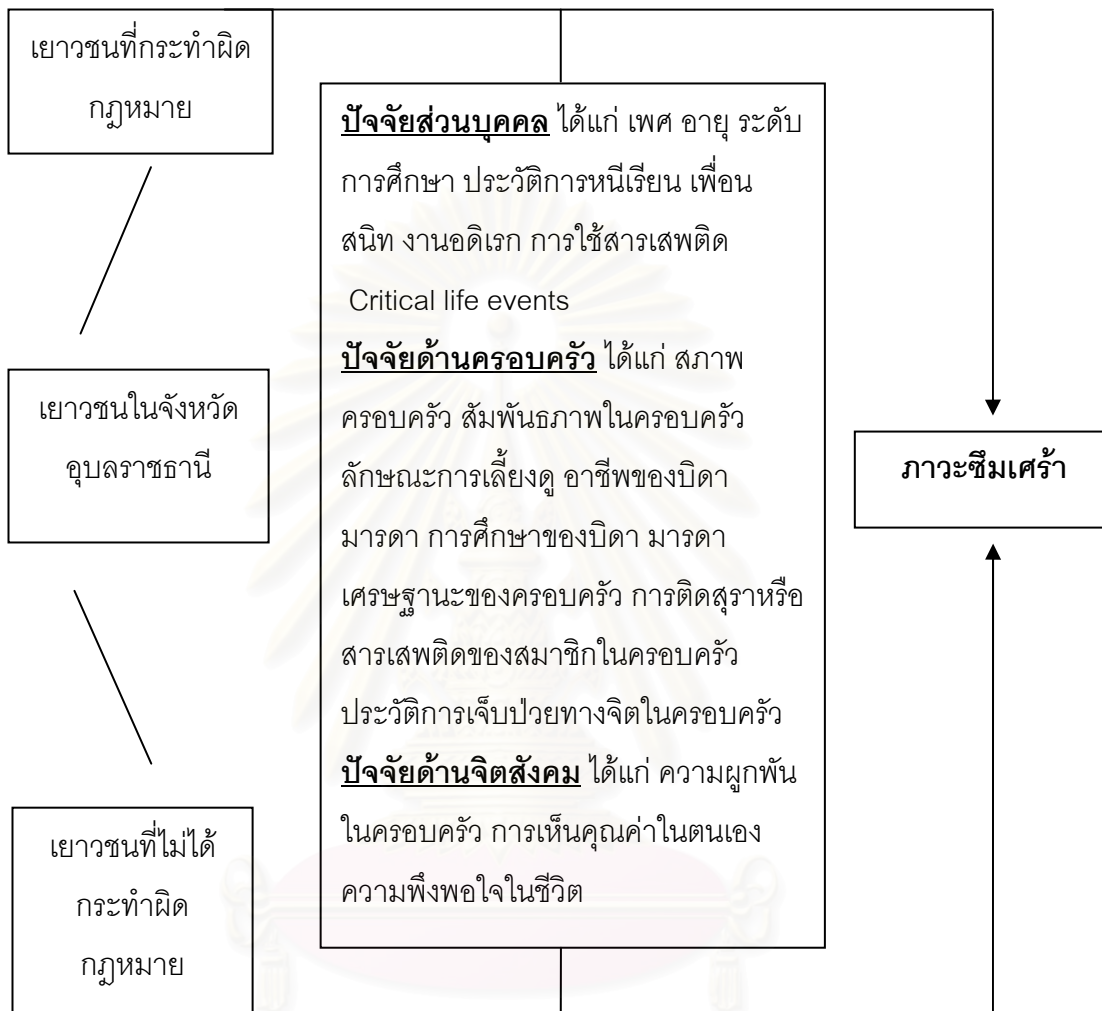 เยาวชนที่กระทำผิด
กฎหมาย
ปัจจัยส่วนบุคคล ได้แก่ เพศ อายุ ระดับ
การศึกษา ประวัติการหนีเรียน เพื่อน
สนิท งานอดิเรก การใช้สารเสพติด
Critical life events
ปัจจัยด้านครอบครัว ได้แก่ สภาพ
ครอบครัว สัมพันธภาพในครอบครัว
ลักษณะการเลี้ยงดู อาชีพของบิดา
มารดา การศึกษาของบิดา มารดา
เศรษฐานะของครอบครัว การติดสุราหรือ
สารเสพติดของสมาชิกในครอบครัว
ประวัติการเจ็บป่วยทางจิตในครอบครัว
ปัจจัยด้านจิตสังคม ได้แก่ ความผูกพัน
ในครอบครัว การเห็นคุณค่าในตนเอง
ความพึงพอใจในชีวิต
เยาวชนในจังหวัด
อุบลราชธานี
ภาวะซึมเศร้า
เยาวชนที่ไม่ได้
กระทำผิด
กฎหมาย